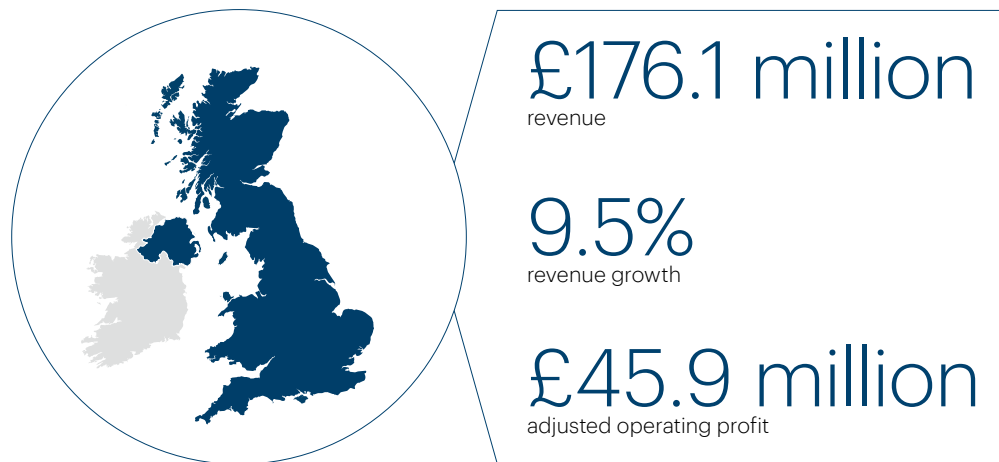 £176.1 million
revenue
9.5%
revenue growth
£45.9 million
adjusted operating profit